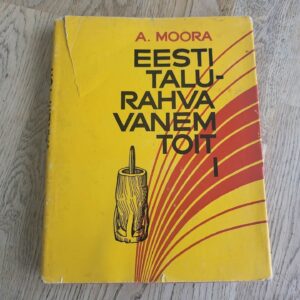 A. MOORA
EESTI
TALU-
RAHVA
VANEM
TOIT
I